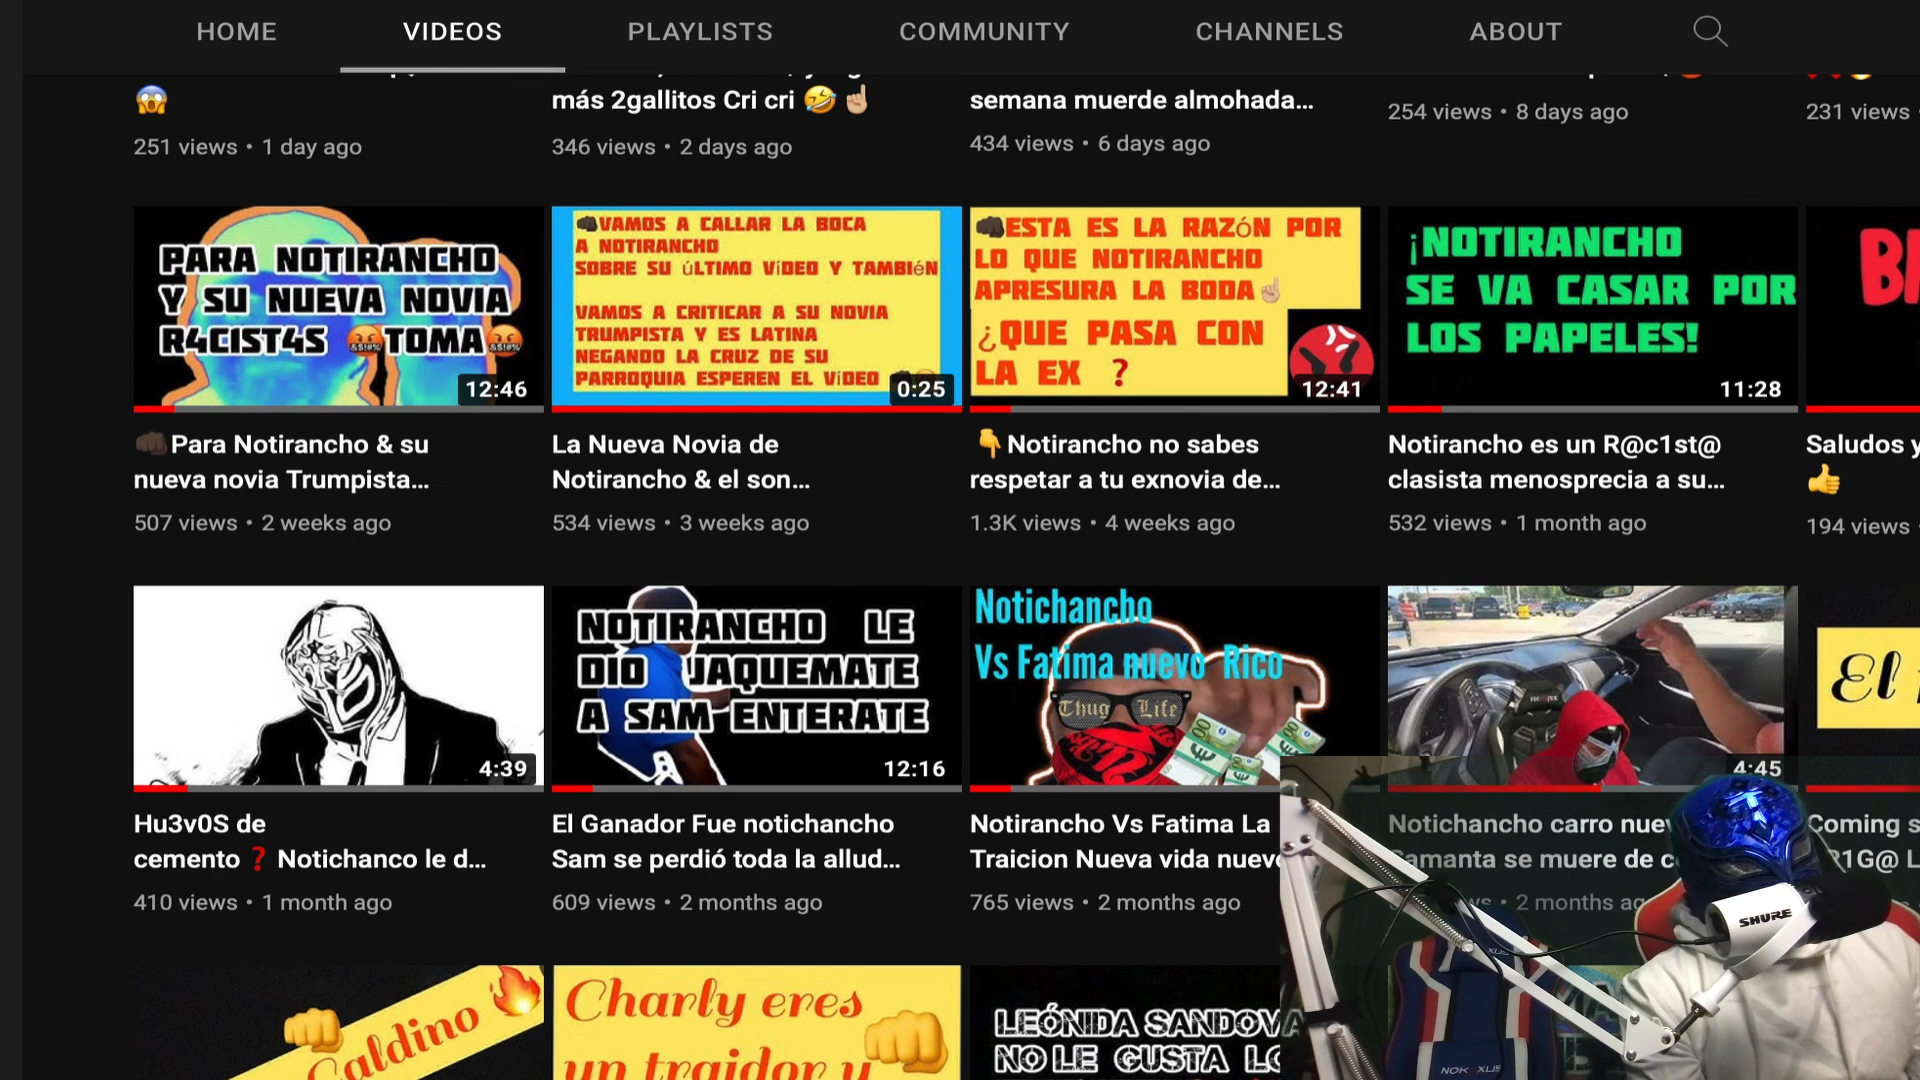 HOME
VIDEOS
PLAYLISTS
COMMUNITY
CHANNELS
ABOUT
😱
251 views • 1 day ago
más 2gallitos Cri cri 🤣☝🏼
346 views • 2 days ago
semana muerde almohada...
434 views • 6 days ago
254 views • 8 days ago
231 views
PARA NOTIRANCHO
Y SU NUEVA NOVIA
R4CIST4S 🤬TOMA🤬
12:46
👊🏿Para Notirancho & su
nueva novia Trumpista...
507 views • 2 weeks ago
👊🏿VAMOS A CALLAR LA BOCA
A NOTIRANCHO
SOBRE SU úLTIMO VíDEO Y TAMBIéN
VAMOS A CRITICAR A SU NOVIA
TRUMPISTA Y ES LATINA
NEGANDO LA CRUZ DE SU
PARROQUIA ESPEREN EL VíDEO
0:25
La Nueva Novia de
Notirancho & el son...
534 views • 3 weeks ago
👊🏿ESTA ES LA RAZóN POR
LO QUE NOTIRANCHO
APRESURA LA BODA☝🏼
¿QUE PASA CON
LA EX ❓
12:41
👇Notirancho no sabes
respetar a tu exnovia de...
1.3K views • 4 weeks ago
¡NOTIRANCHO
SE VA CASAR POR
LOS PAPELES!
11:28
Notirancho es un R@c1st@
clasista menosprecia a su...
532 views • 1 month ago
Saludos y
👍
194 views •
4:39
Hu3v0S de
cemento ❓ Notichanco le d...
410 views • 1 month ago
NOTIRANCHO LE
DIO JAQUEMATE
A SAM ENTERATE
12:16
El Ganador Fue notichancho
Sam se perdió toda la allud...
609 views • 2 months ago
Notichancho
Vs Fatima nuevo Rico
Thug Life
Notirancho Vs Fatima La
Traicion Nueva vida nuevo
765 views • 2 months ago
4:45
Notichancho carro nue
Samanta se muere de c
• 2 months ag
El
Coming s
R1G@ L
SHURE
Caldino 🔥
Charly eres
un traidor y
LEÓNIDA SANDOVA
NO LE GUSTA LO